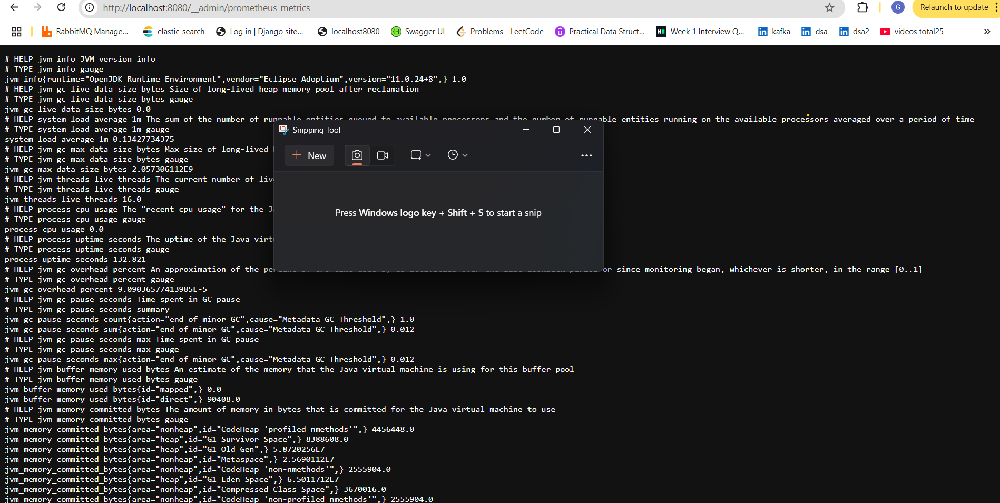 http://localhost:8080/__admin/prometheus-metrics
G
Relaunch to update
RabbitMQ Manage...
elastic-search
Log in | Django site...
localhost8080
Swagger UI
Problems - LeetCode
Practical Data Struct...
Week 1 Interview Q...
kafka
dsa
dsa2
videos total25
# HELP jvm_info JVM version info
# TYPE jvm_info gauge
jvm_info{runtime="OpenJDK Runtime Environment",vendor="Eclipse Adoptium",version="11.0.24+8",} 1.0
# HELP jvm_gc_live_data_size_bytes Size of long-lived heap memory pool after reclamation
# TYPE jvm_gc_live_data_size_bytes gauge
jvm_gc_live_data_size_bytes 0.0
# HELP system_load_average_1m The sum of the number of runnable entities queued to available processors and the number of runnable entities running on the available processors averaged over a period of time
# TYPE system_load_average_1m gauge
system_load_average_1m 0.13427734375
# HELP jvm_gc_max_data_size_bytes Max size of long-lived
# TYPE jvm_gc_max_data_size_bytes gauge
jvm_gc_max_data_size_bytes 2.057306112E9
# HELP jvm_threads_live_threads The current number of
# TYPE jvm_threads_live_threads gauge
jvm_threads_live_threads 16.0
# HELP process_cpu_usage The "recent cpu usage" for the
# TYPE process_cpu_usage gauge
process_cpu_usage 0.0
# HELP process_uptime_seconds The uptime of the Java
# TYPE process_uptime_seconds gauge
process_uptime_seconds 132.821
# HELP jvm_gc_overhead_percent An approximation of the or since monitoring began, whichever is shorter, in the range [0..1]
# TYPE jvm_gc_overhead_percent gauge
jvm_gc_overhead_percent 9.09036577413985E-5
# HELP jvm_gc_pause_seconds Time spent in GC pause
# TYPE jvm_gc_pause_seconds summary
jvm_gc_pause_seconds_count{action="end of minor GC",cause="Metadata GC Threshold",} 1.0
jvm_gc_pause_seconds_sum{action="end of minor GC",cause="Metadata GC Threshold",} 0.012
# HELP jvm_gc_pause_seconds_max Time spent in GC pause
# TYPE jvm_gc_pause_seconds_max gauge
jvm_gc_pause_seconds_max{action="end of minor GC",cause="Metadata GC Threshold",} 0.012
# HELP jvm_buffer_memory_used_bytes An estimate of the memory that the Java virtual machine is using for this buffer pool
# TYPE jvm_buffer_memory_used_bytes gauge
jvm_buffer_memory_used_bytes{id="mapped",} 0.0
jvm_buffer_memory_used_bytes{id="direct",} 90408.0
# HELP jvm_memory_committed_bytes The amount of memory in bytes that is committed for the Java virtual machine to use
# TYPE jvm_memory_committed_bytes gauge
jvm_memory_committed_bytes{area="nonheap",id="CodeHeap 'profiled nmethods'",} 4456448.0
jvm_memory_committed_bytes{area="heap",id="G1 Survivor Space",} 8388608.0
jvm_memory_committed_bytes{area="heap",id="G1 Old Gen",} 5.8720256E7
jvm_memory_committed_bytes{area="nonheap",id="Metaspace",} 2.5690112E7
jvm_memory_committed_bytes{area="nonheap",id="CodeHeap 'non-nmethods'",} 2555904.0
jvm_memory_committed_bytes{area="heap",id="G1 Eden Space",} 6.5011712E7
jvm_memory_committed_bytes{area="nonheap",id="Compressed Class Space",} 3670016.0
jvm_memory_committed_bytes{area="nonheap",id="CodeHeap 'non-profiled nmethods'",} 2555904.0
Snipping Tool
New
Press Windows logo key + Shift + S to start a snip